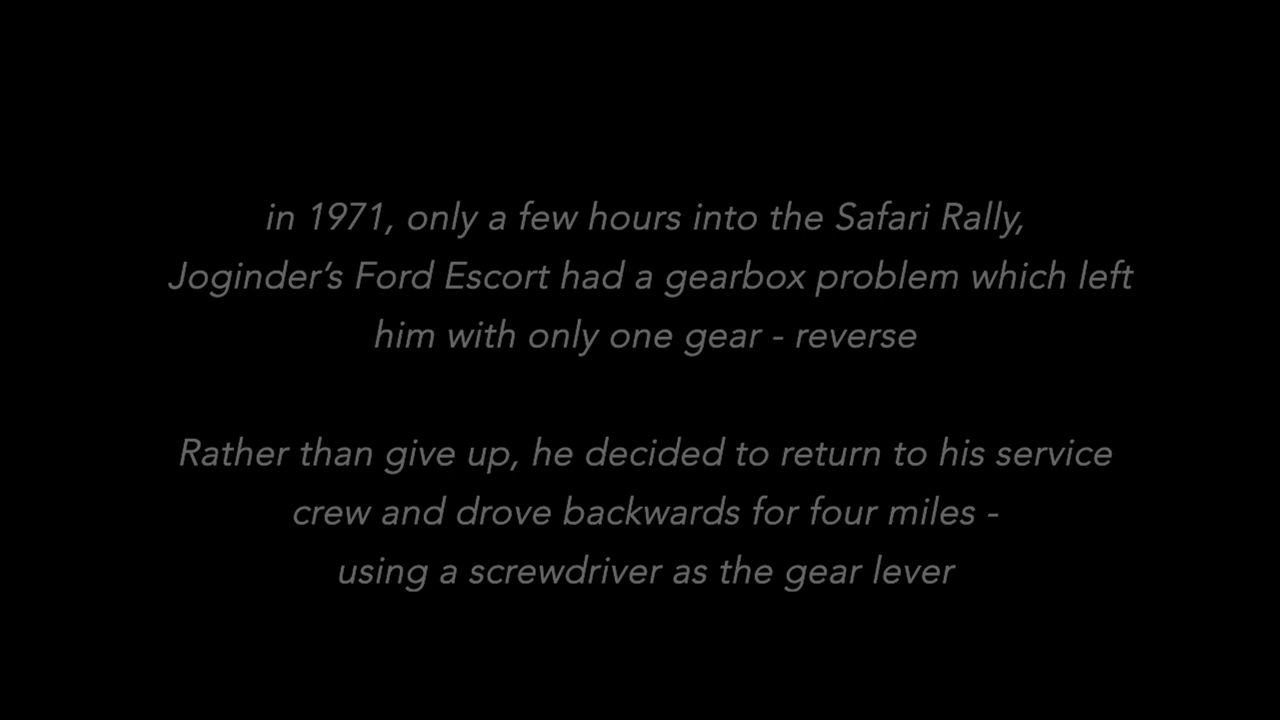 in 1971, only a few hours into the Safari Rally,
Joginder’s Ford Escort had a gearbox problem which left
him with only one gear - reverse
Rather than give up, he decided to return to his service
crew and drove backwards for four miles -
using a screwdriver as the gear lever